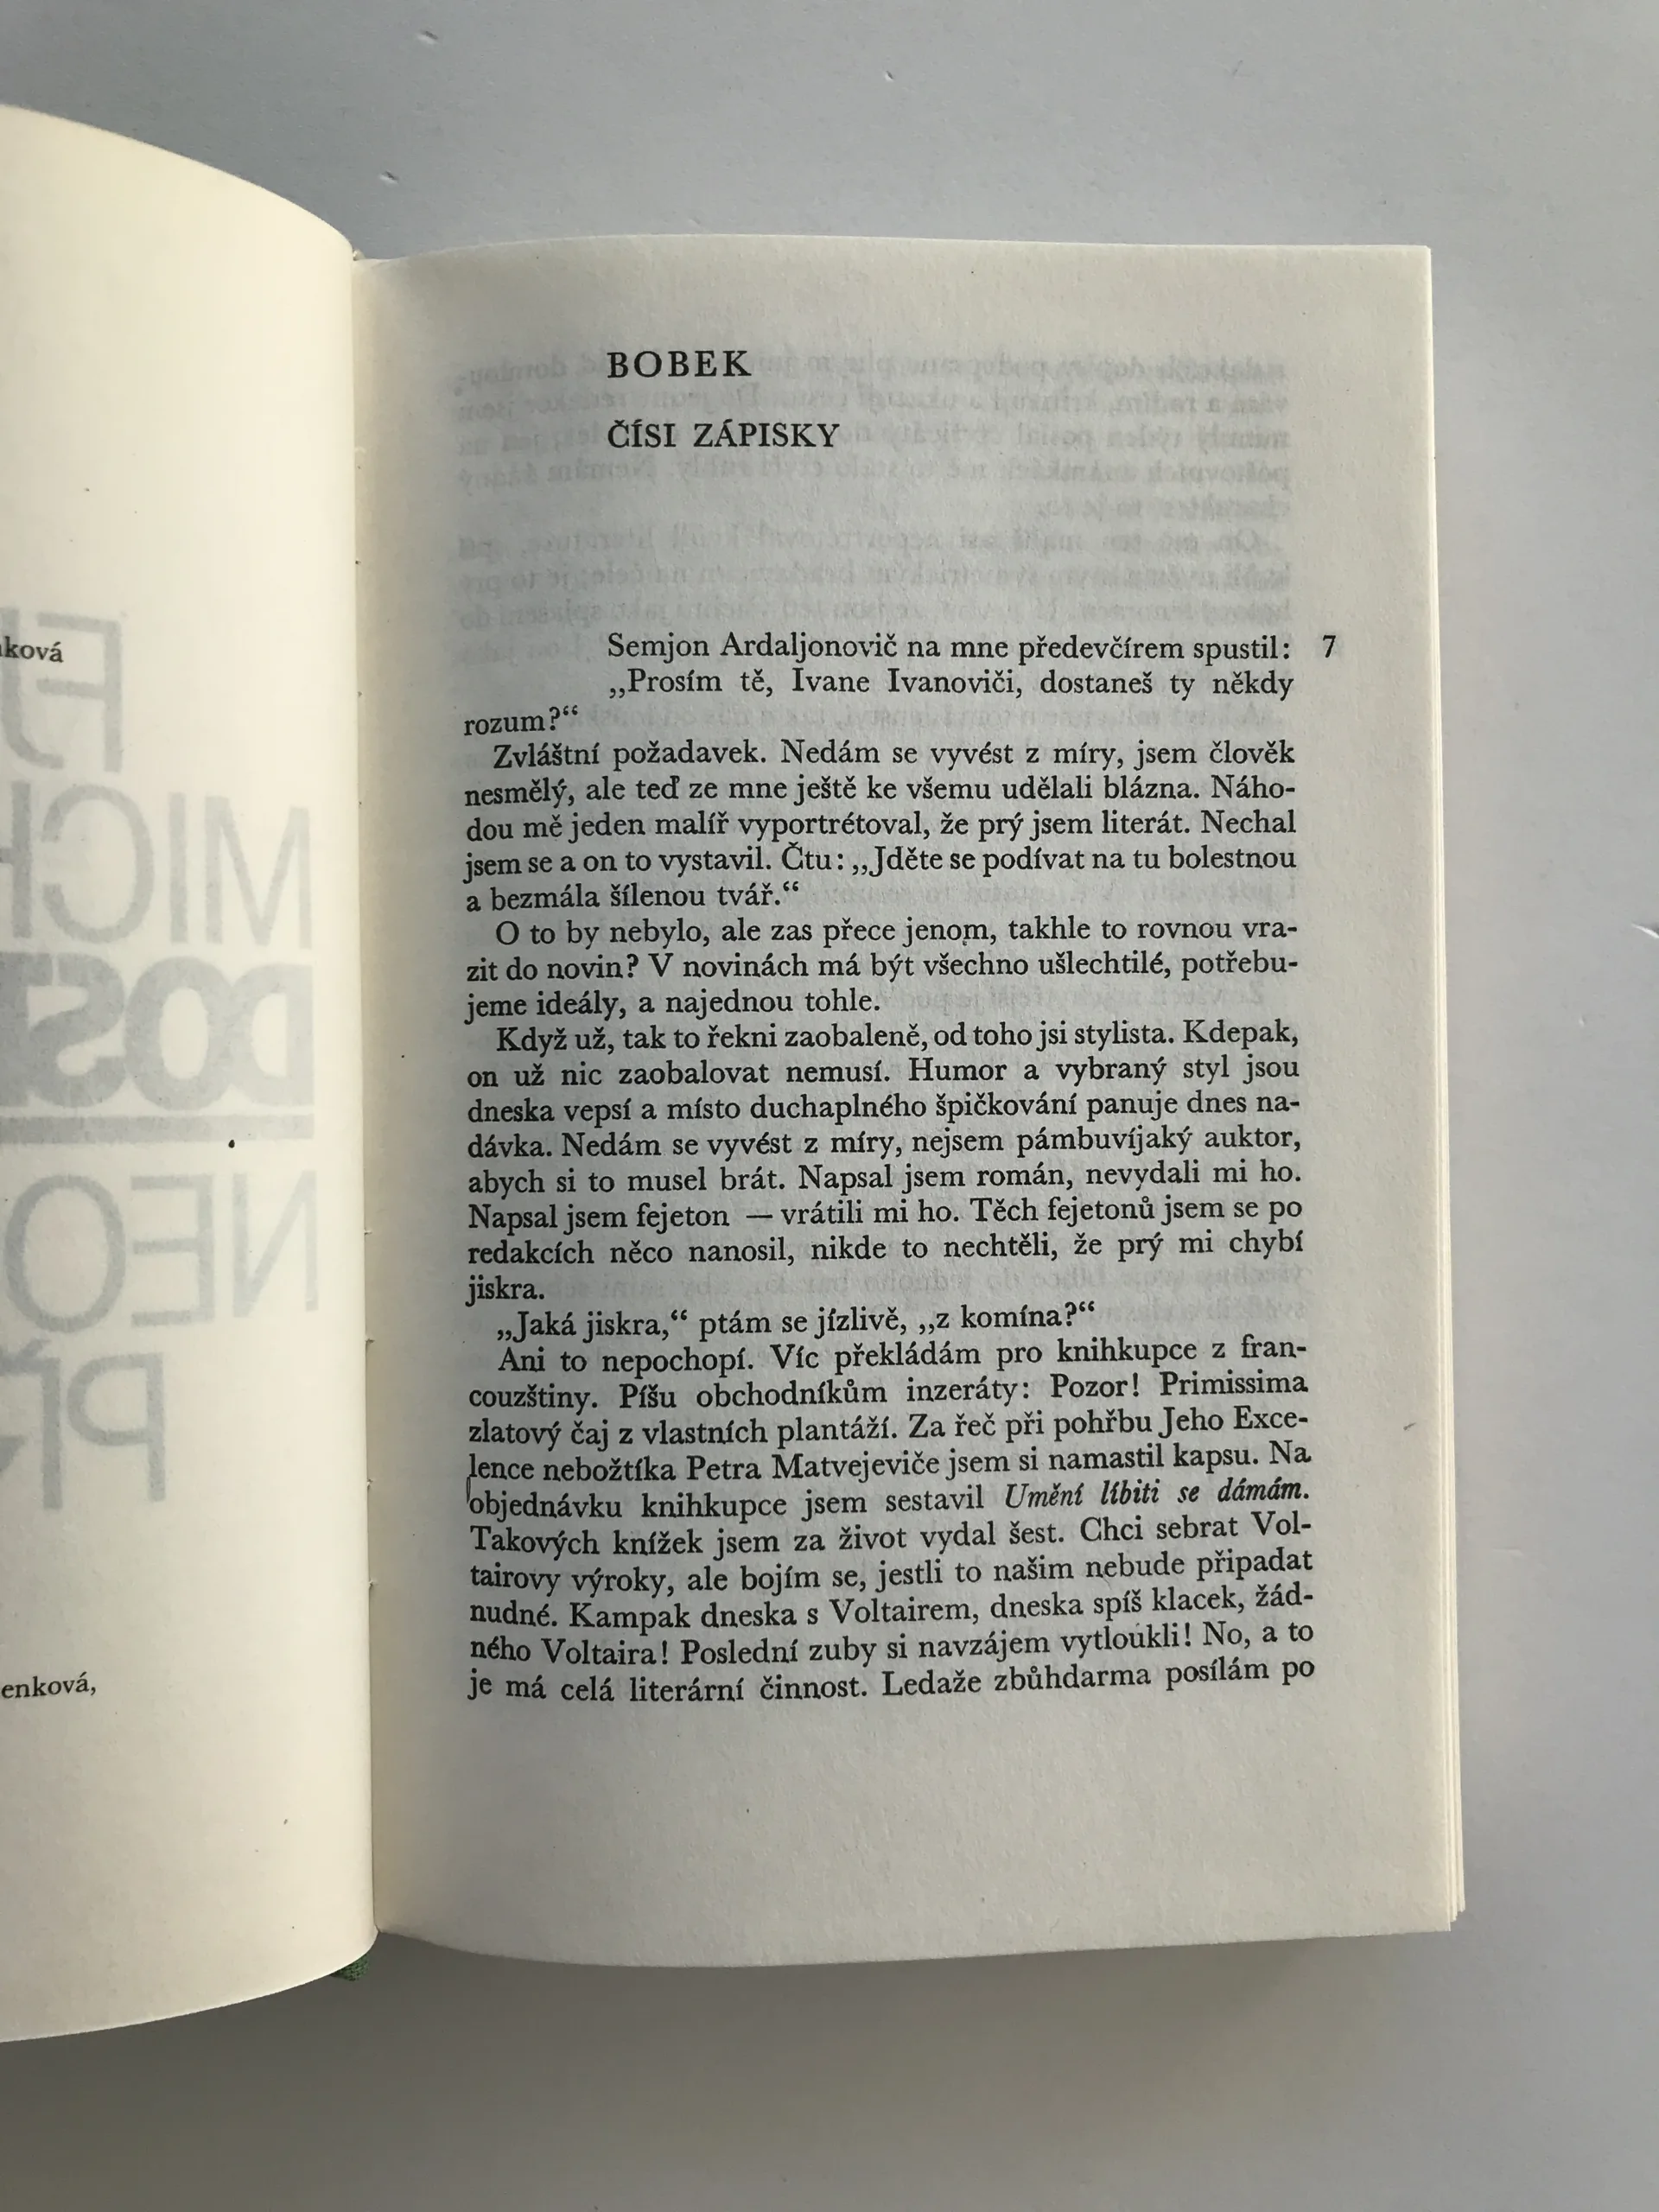 ková
enková,
BOBEK
ČÍSI ZÁPISKY
Semjon Ardaljonovič na mne předevčírem spustil: 7
„Prosím tě, Ivane Ivanoviči, dostaneš ty někdy
rozum?“
Zvláštní požadavek. Nedám se vyvést z míry, jsem člověk
nesmělý, ale teď ze mne ještě ke všemu udělali blázna. Náho-
dou mě jeden malíř vyportrétoval, že prý jsem literát. Nechal
jsem se a on to vystavil. Čtu: „Jděte se podívat na tu bolestnou
a bezmála šílenou tvář.“
O to by nebylo, ale zas přece jenom, takhle to rovnou vra-
zit do novin? V novinách má být všechno ušlechtilé, potřebu-
jeme ideály, a najednou tohle.
Když už, tak to řekni zaobaleně, od toho jsi stylista. Kdepak,
on už nic zaobalovat nemusí. Humor a vybraný styl jsou
dneska vepsí a místo duchaplného špičkování panuje dnes na-
dávka. Nedám se vyvést z míry, nejsem pámbuvíjaký auktor,
abych si to musel brát. Napsal jsem román, nevydali mi ho.
Napsal jsem fejeton — vrátili mi ho. Těch fejetonů jsem se po
redakcích něco nanosil, nikde to nechtěli, že prý mi chybí
jiskra.
„Jaká jiskra,“ ptám se jízlivě, „z komína?“
Ani to nepochopí. Víc překládám pro knihkupce z fran-
couzštiny. Píšu obchodníkům inzeráty: Pozor! Primissima
zlatový čaj z vlastních plantáží. Za řeč při pohřbu Jeho Exce-
lence nebožtíka Petra Matvejeviče jsem si namastil kapsu. Na
objednávku knihkupce jsem sestavil Umění líbiti se dámám.
Takových knížek jsem za život vydal šest. Chci sebrat Vol-
tairovy výroky, ale bojím se, jestli to našim nebude připadat
nudné. Kampak dneska s Voltairem, dneska spíš klacek, žád-
ného Voltaira! Poslední zuby si navzájem vytloukli! No, a to
je má celá literární činnost. Ledaže zbůhdarma posílám po